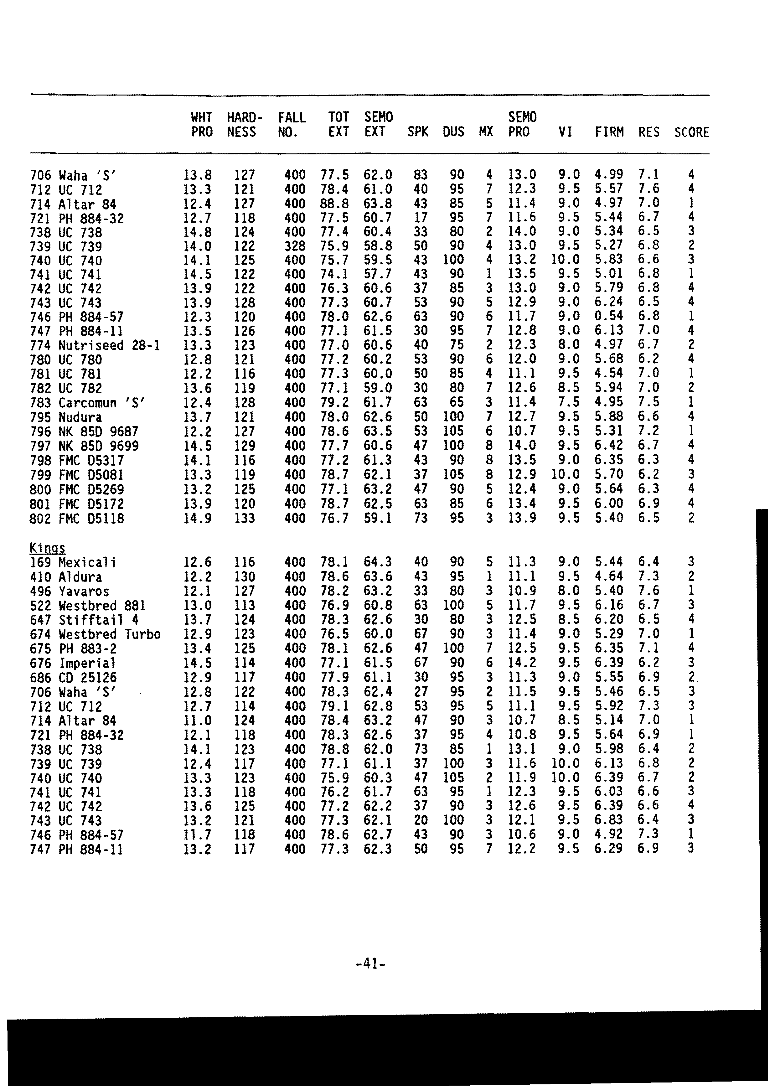 WHT HARD- FALL TOT SEMO SEMO
PRO NESS NO. EXT EXT SPK DUS MX PRO VI FIRM RES SCORE
706 Waha 'S' 13.8 127 400 77.5 62.0 83 90 4 13.0 9.0 4.99 7.1 4
712 UC 712 13.3 121 400 78.4 61.0 40 95 7 12.3 9.5 5.57 7.6 4
714 Altar 84 12.4 127 400 88.8 63.8 43 85 5 11.4 9.0 4.97 7.0 1
721 PH 884-32 12.7 118 400 77.5 60.7 17 95 7 11.6 9.5 5.44 6.7 4
738 UC 738 14.8 124 400 77.4 60.4 33 80 2 14.0 9.0 5.34 6.5 3
739 UC 739 14.0 122 328 75.9 58.8 50 90 4 13.0 9.5 5.27 6.8 2
740 UC 740 14.1 125 400 75.7 59.5 43 100 4 13.2 10.0 5.83 6.6 3
741 UC 741 14.5 122 400 74.1 57.7 43 90 1 13.5 9.5 5.01 6.8 1
742 UC 742 13.9 122 400 76.3 60.6 37 85 3 13.0 9.0 5.79 6.8 4
743 UC 743 13.9 128 400 77.3 60.7 53 90 5 12.9 9.0 6.24 6.5 4
746 PH 884-57 12.3 120 400 78.0 62.6 63 90 6 11.7 9.0 0.54 6.8 1
747 PH 884-11 13.5 126 400 77.1 61.5 30 95 7 12.8 9.0 6.13 7.0 4
774 Nutriseed 28-1 13.3 123 400 77.0 60.6 40 75 2 12.3 8.0 4.97 6.7 2
780 UC 780 12.8 121 400 77.2 60.2 53 90 6 12.0 9.0 5.68 6.2 4
781 UC 781 12.2 116 400 77.3 60.0 50 85 4 11.1 9.5 4.54 7.0 1
782 UC 782 13.6 119 400 77.1 59.0 30 80 7 12.6 8.5 5.94 7.0 2
783 Carcomun 'S' 12.4 128 400 79.2 61.7 63 65 3 11.4 7.5 4.95 7.5 1
795 Nudura 13.7 121 400 78.0 62.6 50 100 7 12.7 9.5 5.88 6.6 4
796 NK 85D 9687 12.2 127 400 78.6 63.5 53 105 6 10.7 9.5 5.31 7.2 1
797 NK 85D 9699 14.5 129 400 77.7 60.6 47 100 8 14.0 9.5 6.42 6.7 4
798 FMC D5317 14.1 116 400 77.2 61.3 43 90 8 13.5 9.0 6.35 6.3 4
799 FMC D5081 13.3 119 400 78.7 62.1 37 105 8 12.9 10.0 5.70 6.2 3
800 FMC D5269 13.2 125 400 77.1 63.2 47 90 5 12.4 9.0 5.64 6.3 4
801 FMC D5172 13.9 120 400 78.7 62.5 63 85 6 13.4 9.5 6.00 6.9 4
802 FMC D5118 14.9 133 400 76.7 59.1 73 95 3 13.9 9.5 5.40 6.5 2
Kings
169 Mexicali 12.6 116 400 78.1 64.3 40 90 5 11.3 9.0 5.44 6.4 3
410 Aldura 12.2 130 400 78.6 63.6 43 95 1 11.1 9.5 4.64 7.3 2
496 Yavaros 12.1 127 400 78.2 63.2 33 80 3 10.9 8.0 5.40 7.6 1
522 Westbred 881 13.0 113 400 76.9 60.8 63 100 5 11.7 9.5 6.16 6.7 3
647 Stifftail 4 13.7 124 400 78.3 62.6 30 80 3 12.5 8.5 6.20 6.5 4
674 Westbred Turbo 12.9 123 400 76.5 60.0 67 90 3 11.4 9.0 5.29 7.0 1
675 PH 883-2 13.4 125 400 78.1 62.6 47 100 7 12.5 9.5 6.35 7.1 4
676 Imperial 14.5 114 400 77.1 61.5 67 90 6 14.2 9.5 6.39 6.2 3
686 CD 25126 12.9 117 400 77.9 61.1 30 95 3 11.3 9.0 5.55 6.9 2
706 Waha 'S' 12.8 122 400 78.3 62.4 27 95 2 11.5 9.5 5.46 6.5 3
712 UC 712 12.7 114 400 79.1 62.8 53 95 5 11.1 9.5 5.92 7.3 3
714 Altar 84 11.0 124 400 78.4 63.2 47 90 3 10.7 8.5 5.14 7.0 1
721 PH 884-32 12.1 118 400 78.3 62.6 37 95 4 10.8 9.5 5.64 6.9 1
738 UC 738 14.1 123 400 78.8 62.0 73 85 1 13.1 9.0 5.98 6.4 2
739 UC 739 12.4 117 400 77.1 61.1 37 100 3 11.6 10.0 6.13 6.8 2
740 UC 740 13.3 123 400 75.9 60.3 47 105 2 11.9 10.0 6.39 6.7 2
741 UC 741 13.3 118 400 76.2 61.7 63 95 1 12.3 9.5 6.03 6.6 3
742 UC 742 13.6 125 400 77.2 62.2 37 90 3 12.6 9.5 6.39 6.6 4
743 UC 743 13.2 121 400 77.3 62.1 20 100 3 12.1 9.5 6.83 6.4 3
746 PH 884-57 11.7 118 400 78.6 62.7 43 90 3 10.6 9.0 4.92 7.3 1
747 PH 884-11 13.2 117 400 77.3 62.3 50 95 7 12.2 9.5 6.29 6.9 3
-41-